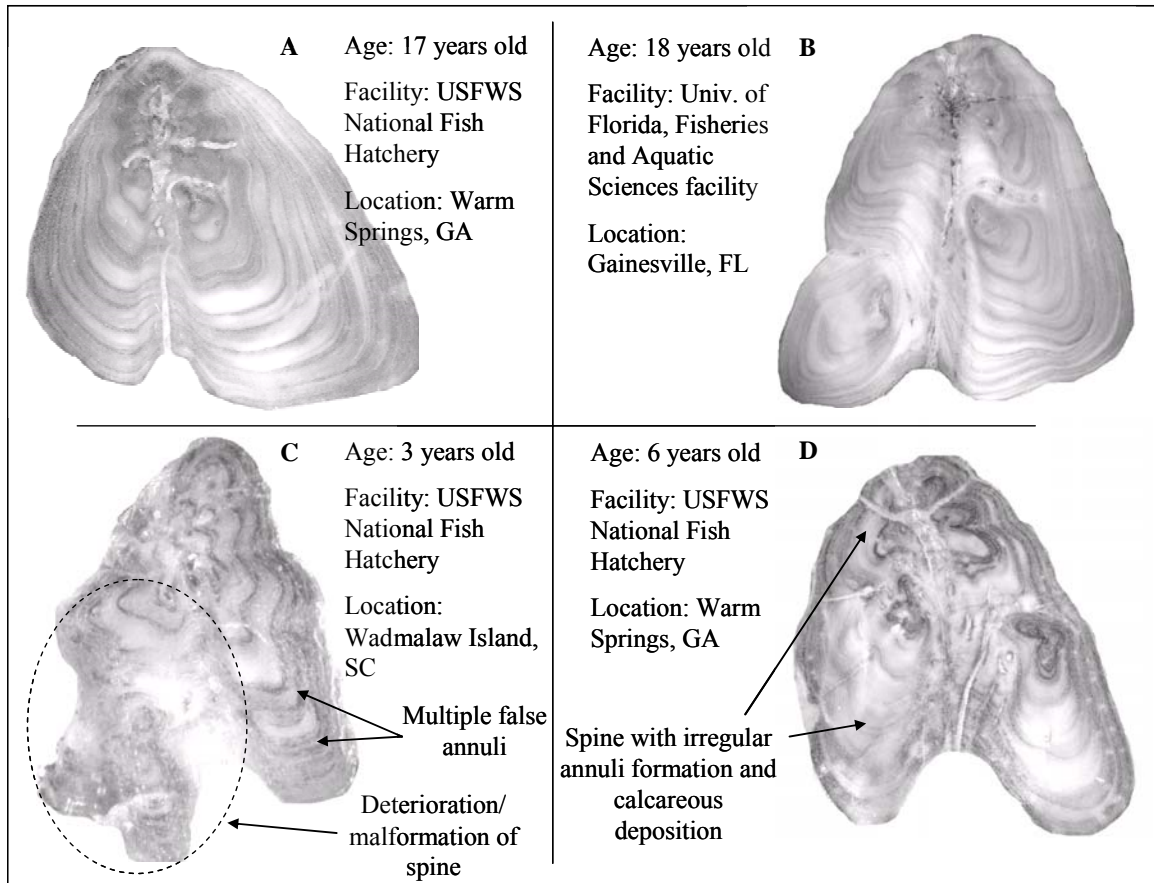 A
Age: 17 years old
Facility: USFWS
National Fish
Hatchery
Location: Warm
Springs, GA
B
Age: 18 years old
Facility: Univ. of
Florida, Fisheries
and Aquatic
Sciences facility
Location:
Gainesville, FL
C
Age: 3 years old
Facility: USFWS
National Fish
Hatchery
Location:
Wadmalaw Island,
SC
Multiple false
annuli
Deterioration/
malformation of
spine
D
Age: 6 years old
Facility: USFWS
National Fish
Hatchery
Location: Warm
Springs, GA
Spine with irregular
annuli formation and
calcareous
deposition